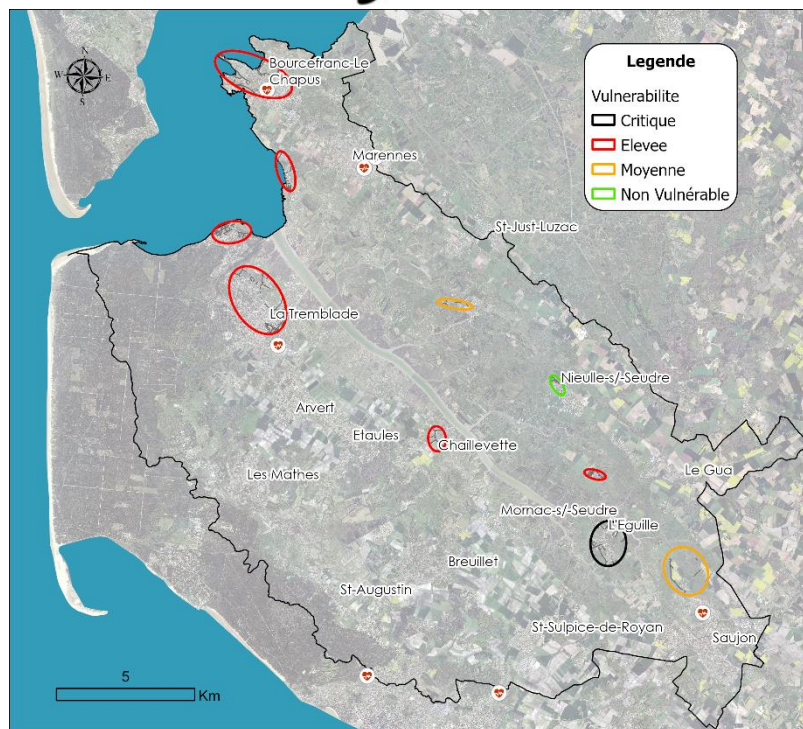 N
W E
S
Bourcefranc-Le
Chapus
Legende
Vulnerabilite
Critique
Elevee
Moyenne
Non Vulnérable
Marennes
St-Just-Luzac
La Tremblade
Nieulle-s/-Seudre
Arvert
Etaules
Chaillevette
Les Mathes
Le Gua
Mornac-s/-Seudre
L'Eguille
Breuillet
St-Augustin
St-Sulpice-de-Royan
Saujon
5
Km